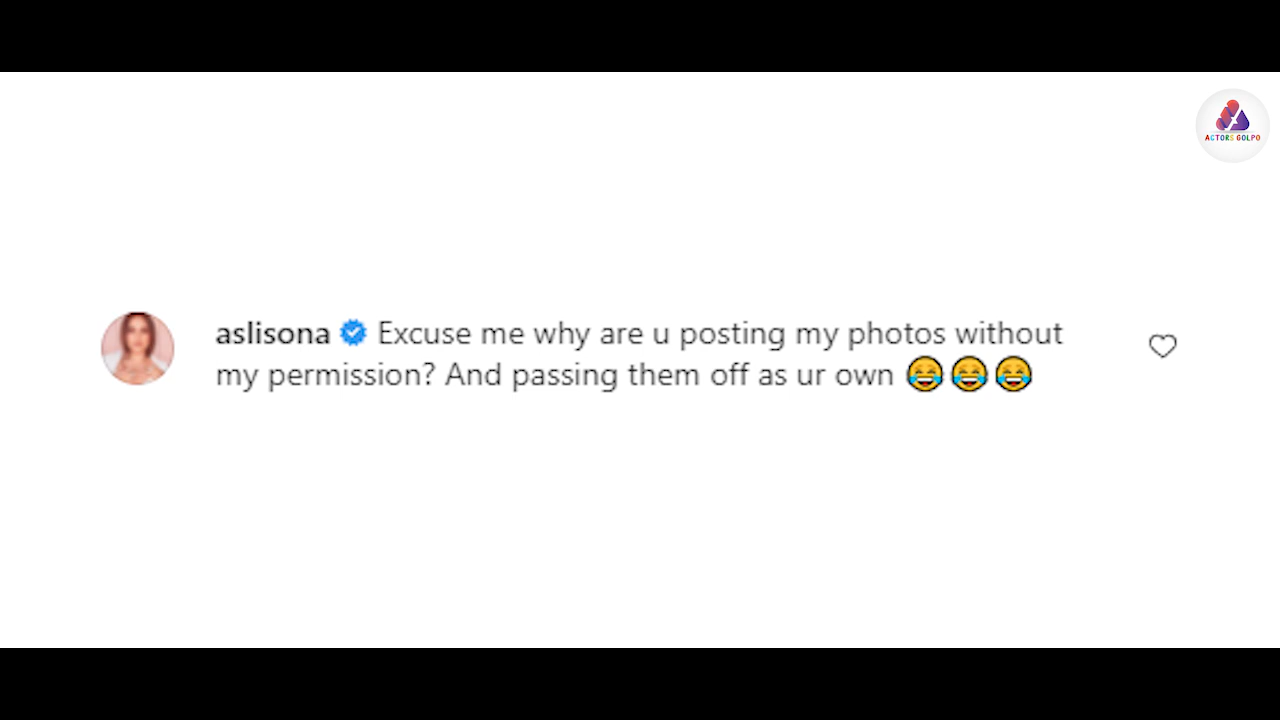 ACTORS GOLPO
aslisona Excuse me why are u posting my photos without
my permission? And passing them off as ur own 😂😂😂